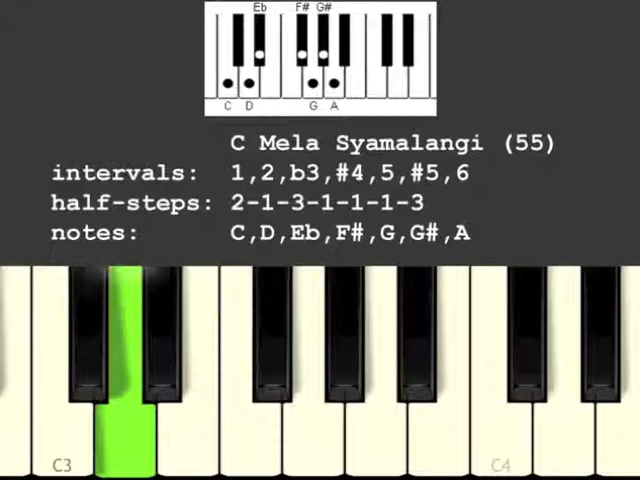 Eb F# G#
C D G A
C Mela Syamalangi (55)
intervals: 1,2,b3,#4,5,#5,6
half-steps: 2-1-3-1-1-1-3
notes: C,D,Eb,F#,G,G#,A
C3 C4